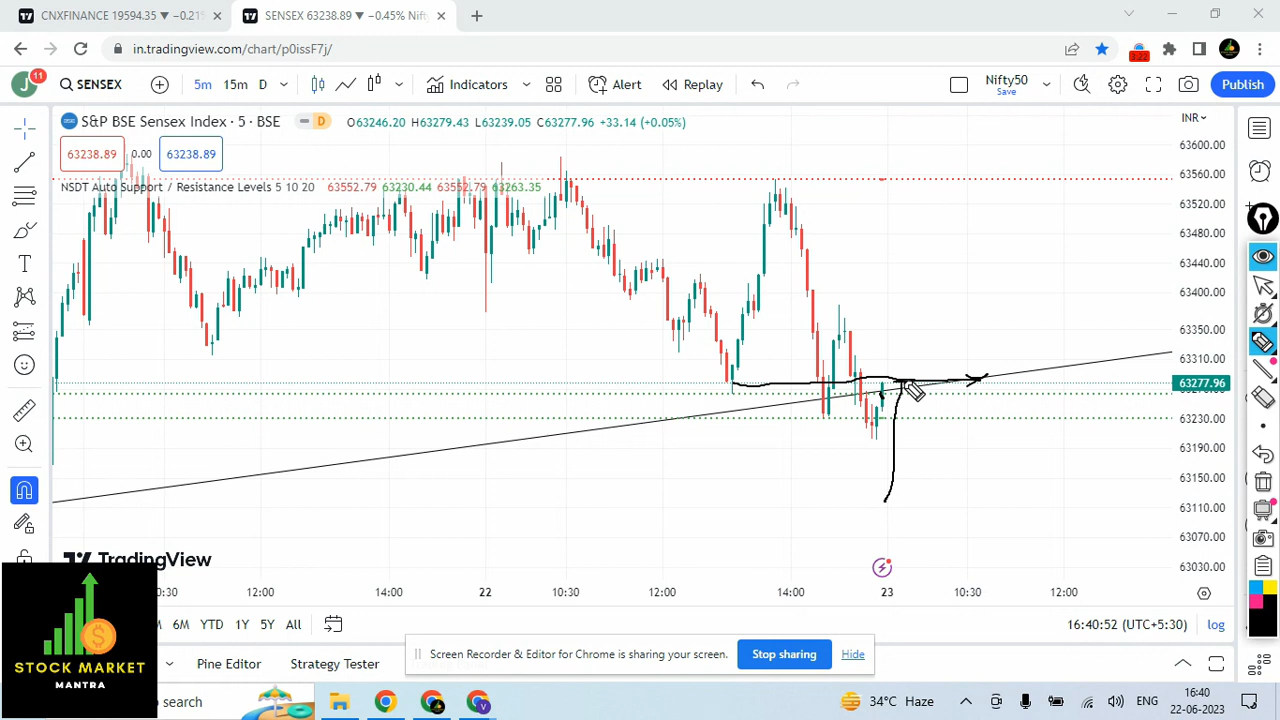 CNXFINANCE 19594.35 ▼ −0.21%
SENSEX 63238.89 ▼ −0.45% Nift
in.tradingview.com/chart/p0issF7j/
3:22
J
11
SENSEX
5m 15m D
Indicators
Alert
Replay
Nifty50
Save
Publish
S&P BSE Sensex Index · 5 · BSE
D
O63246.20 H63279.43 L63239.05 C63277.96 +33.14 (+0.05%)
INR
63238.89
0.00
63238.89
NSDT Auto Support / Resistance Levels 5 10 20 63552.79 63230.44 63552.79 63263.35
63600.00
63560.00
63520.00
63480.00
63440.00
63400.00
63350.00
63310.00
63277.96
63230.00
63190.00
63150.00
63110.00
63070.00
63030.00
TradingView
:30 12:00 14:00 22 10:30 12:00 14:00 23 10:30 12:00
M 6M YTD 1Y 5Y All
16:40:52 (UTC+5:30)
log
Screen Recorder & Editor for Chrome is sharing your screen.
Stop sharing
Hide
Pine Editor
Strategy Tester
STOCK MARKET
MANTRA
search
34°C Haze
ENG
16:40
22-06-2023